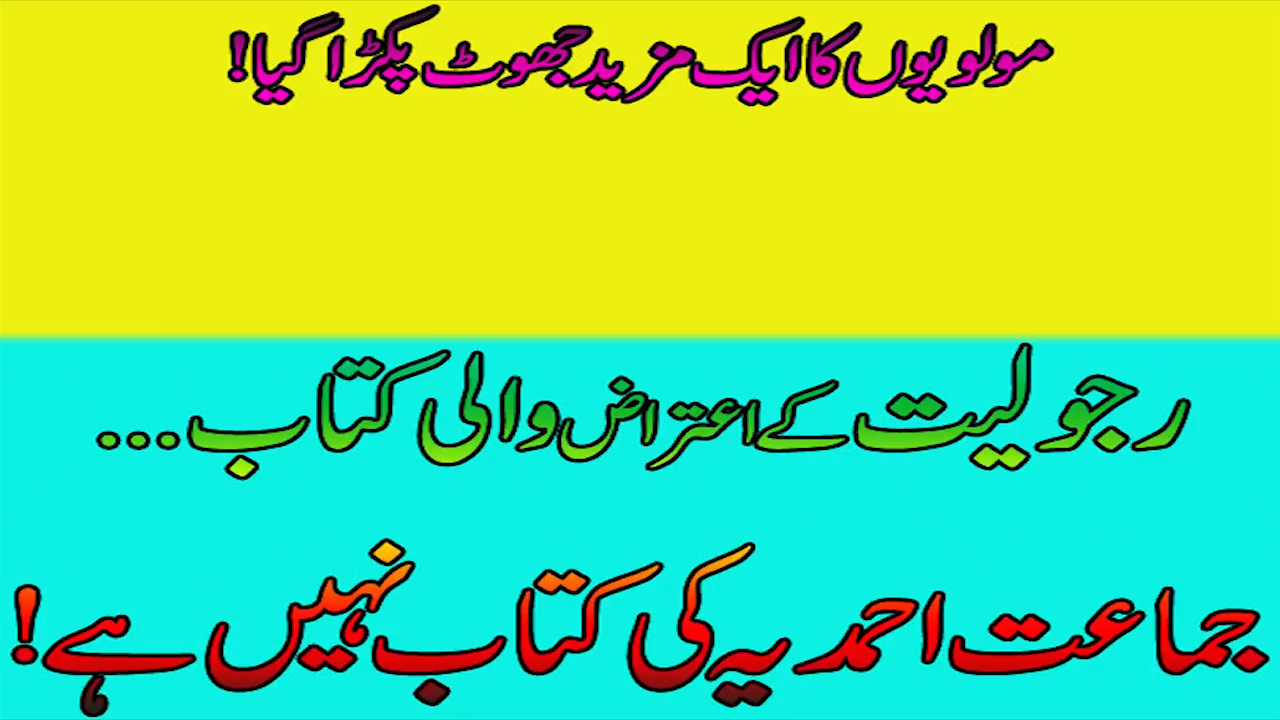 مولویوں کا ایک مزید جھوٹ پکڑا گیا!
رجولیت کے اعتراض والی کتاب...
جماعت احمدیہ کی کتاب نہیں ہے!